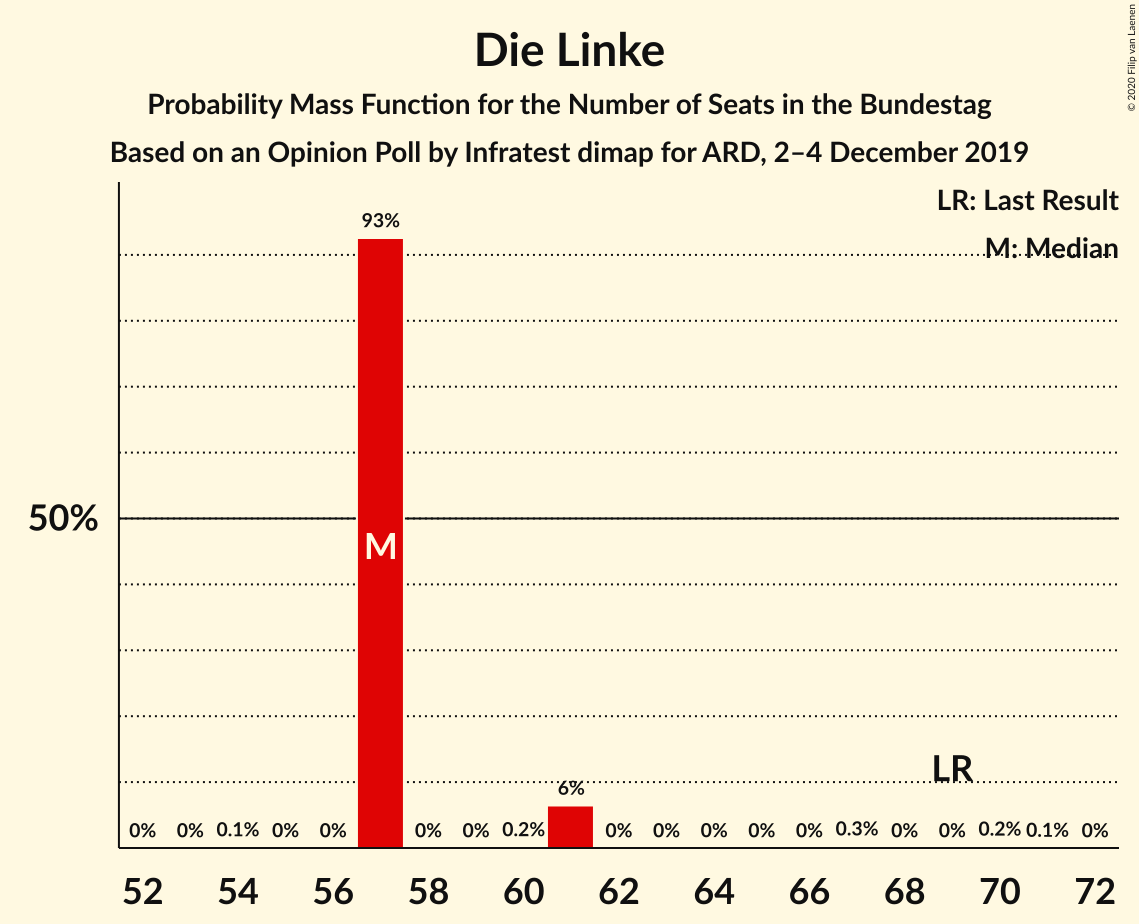 Die Linke
Probability Mass Function for the Number of Seats in the Bundestag
Based on an Opinion Poll by Infratest dimap for ARD, 2–4 December 2019
© 2020 Filip van Laenen
LR: Last Result
M: Median
93%
50%
M
LR
6%
0% 0% 0.1% 0% 0% 0% 0% 0.2% 0% 0% 0% 0% 0% 0.3% 0% 0% 0.2% 0.1% 0%
52 54 56 58 60 62 64 66 68 70 72